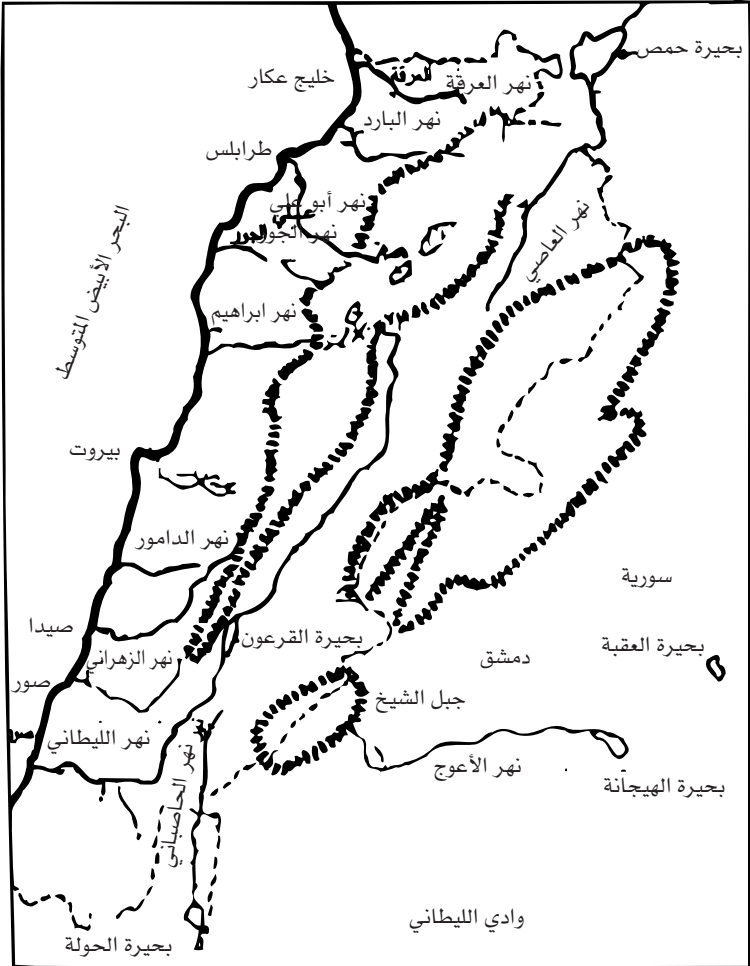 بحيرة حمص
خليج عكار
العرقة
نهر العرقة
نهر البارد
طرابلس
نهر أبو علي
نهر الجوز
نهر العاصي
البحر الأبيض المتوسط
نهر ابراهيم
بيروت
نهر الدامور
سورية
صيدا
بحيرة القرعون
بحيرة العقبة
نهر الزهراني
دمشق
صور
جبل الشيخ
نهر الليطاني
نهر الحاصباني
نهر الأعوج
بحيرة الهيجانة
وادي الليطاني
بحيرة الحولة